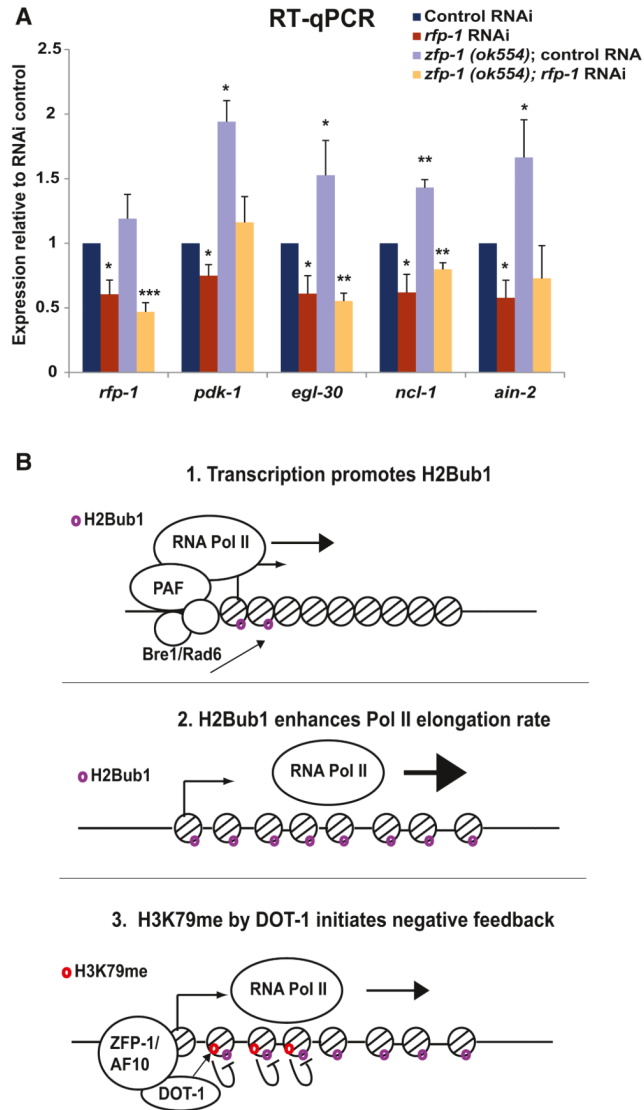 A
RT-qPCR
Control RNAi
rfp-1 RNAi
zfp-1 (ok554); control RNA
zfp-1 (ok554); rfp-1 RNAi
Expression relative to RNAi control
2.5
2
1.5
1
0.5
0
* *** * * * * ** * ** ** * *
rfp-1 pdk-1 egl-30 ncl-1 ain-2
B
1. Transcription promotes H2Bub1
H2Bub1
RNA Pol II
PAF
Bre1/Rad6
2. H2Bub1 enhances Pol II elongation rate
H2Bub1
RNA Pol II
3. H3K79me by DOT-1 initiates negative feedback
H3K79me
RNA Pol II
ZFP-1/
AF10
DOT-1